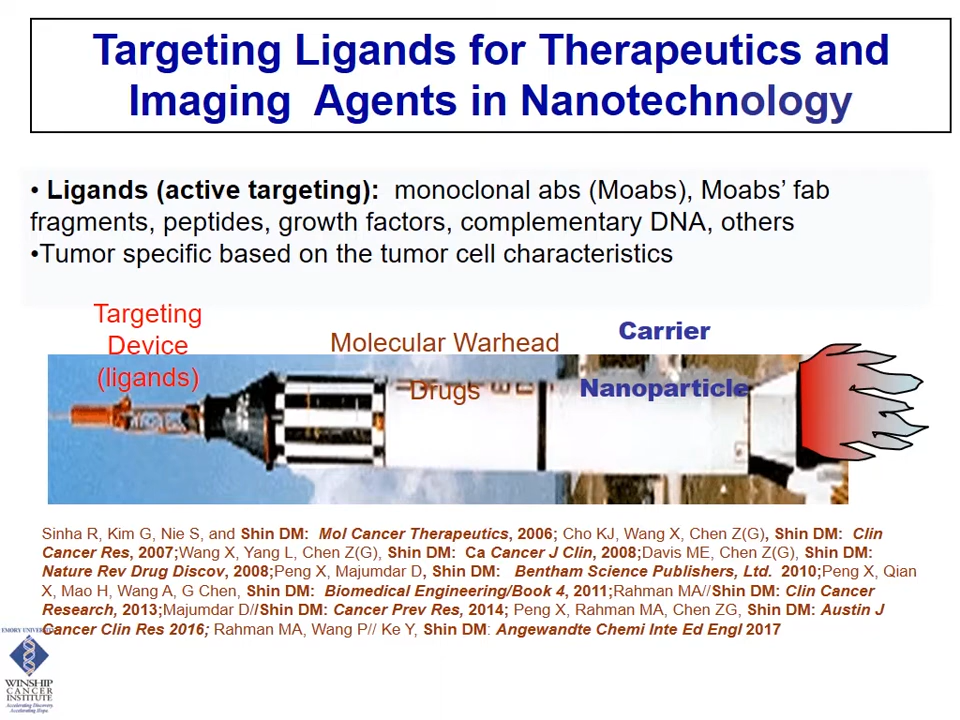 Targeting Ligands for Therapeutics and
Imaging Agents in Nanotechnology
• Ligands (active targeting): monoclonal abs (Moabs), Moabs' fab
fragments, peptides, growth factors, complementary DNA, others
•Tumor specific based on the tumor cell characteristics
Targeting
Device
(ligands)
Molecular Warhead
Drugs
Carrier
Nanoparticle
Sinha R, Kim G, Nie S, and Shin DM: Mol Cancer Therapeutics, 2006; Cho KJ, Wang X, Chen Z(G), Shin DM: Clin
Cancer Res, 2007;Wang X, Yang L, Chen Z(G), Shin DM: Ca Cancer J Clin, 2008;Davis ME, Chen Z(G), Shin DM:
Nature Rev Drug Discov, 2008;Peng X, Majumdar D, Shin DM: Bentham Science Publishers, Ltd. 2010;Peng X, Qian
X, Mao H, Wang A, G Chen, Shin DM: Biomedical Engineering/Book 4, 2011;Rahman MA//Shin DM: Clin Cancer
Research, 2013;Majumdar D//Shin DM: Cancer Prev Res, 2014; Peng X, Rahman MA, Chen ZG, Shin DM: Austin J
Cancer Clin Res 2016; Rahman MA, Wang P// Ke Y, Shin DM: Angewandte Chemi Inte Ed Engl 2017
EMORY UNIVERSITY
WINSHIP
CANCER
INSTITUTE
Accelerating Discovery
Accelerating Hope